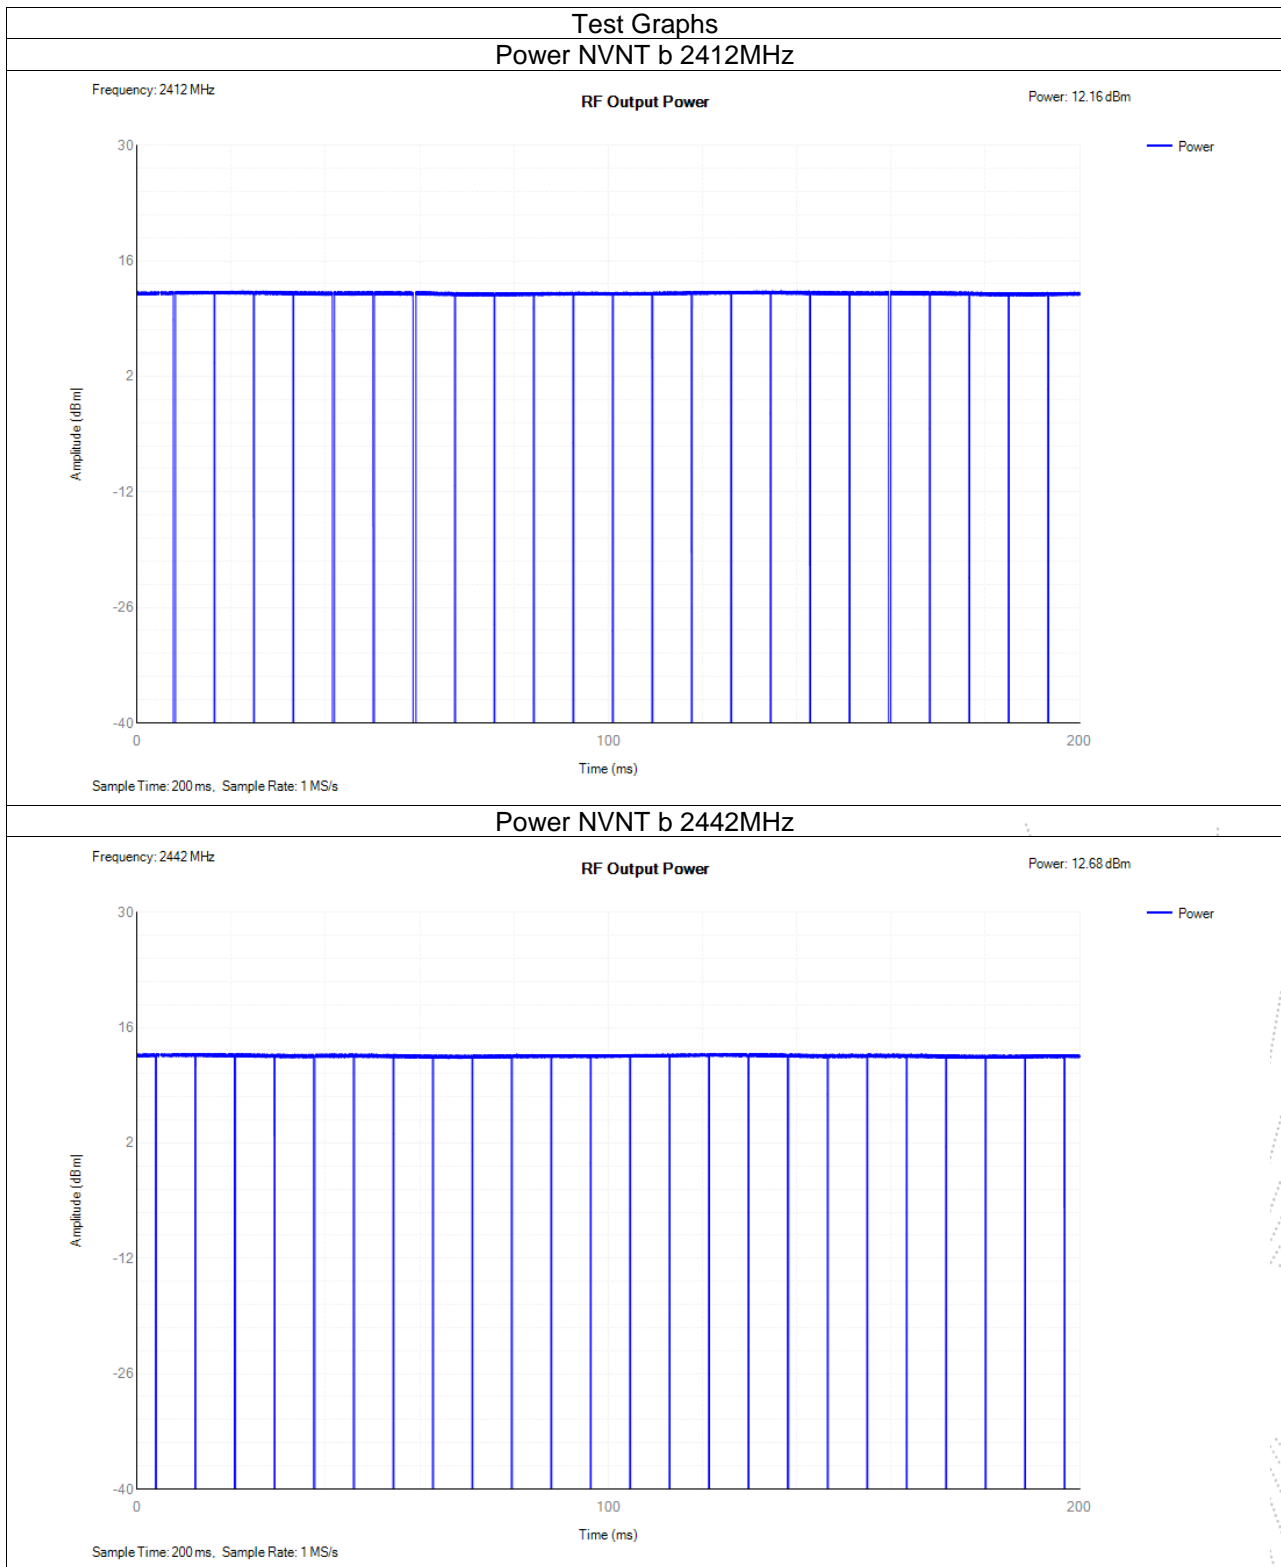 Test Graphs
Power NVNT b 2412MHz
Frequency: 2412 MHz
RF Output Power
Power: 12.16 dBm
30
16
2
-12
-26
-40
Amplitude (dBm)
Power
0
100
200
Time (ms)
Sample Time: 200 ms, Sample Rate: 1 MS/s
Power NVNT b 2442MHz
Frequency: 2442 MHz
RF Output Power
Power: 12.68 dBm
30
16
2
-12
-26
-40
Amplitude (dBm)
Power
0
100
200
Time (ms)
Sample Time: 200 ms, Sample Rate: 1 MS/s